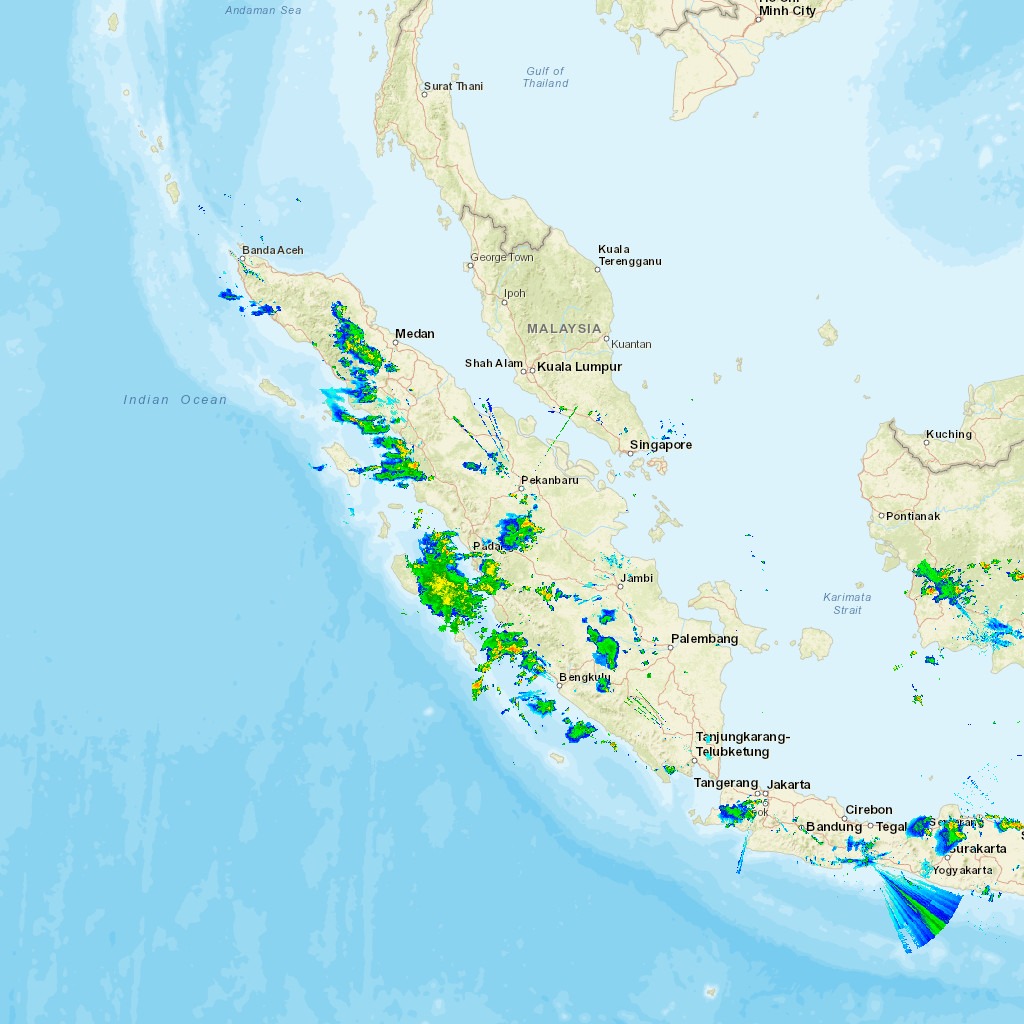 Andaman Sea
Minh City
Gulf of
Thailand
Surat Thani
Banda Aceh
George Town
Kuala
Terengganu
Ipoh
MALAYSIA
Medan
Kuantan
Shah Alam
Kuala Lumpur
Indian Ocean
Kuching
Singapore
Pekanbaru
Pontianak
Padang
Jambi
Karimata
Strait
Palembang
Bengkulu
Tanjungkarang-
Telubketung
Tangerang
Jakarta
Cirebon
Bandung
Tegal
Semarang
Surakarta
Yogyakarta